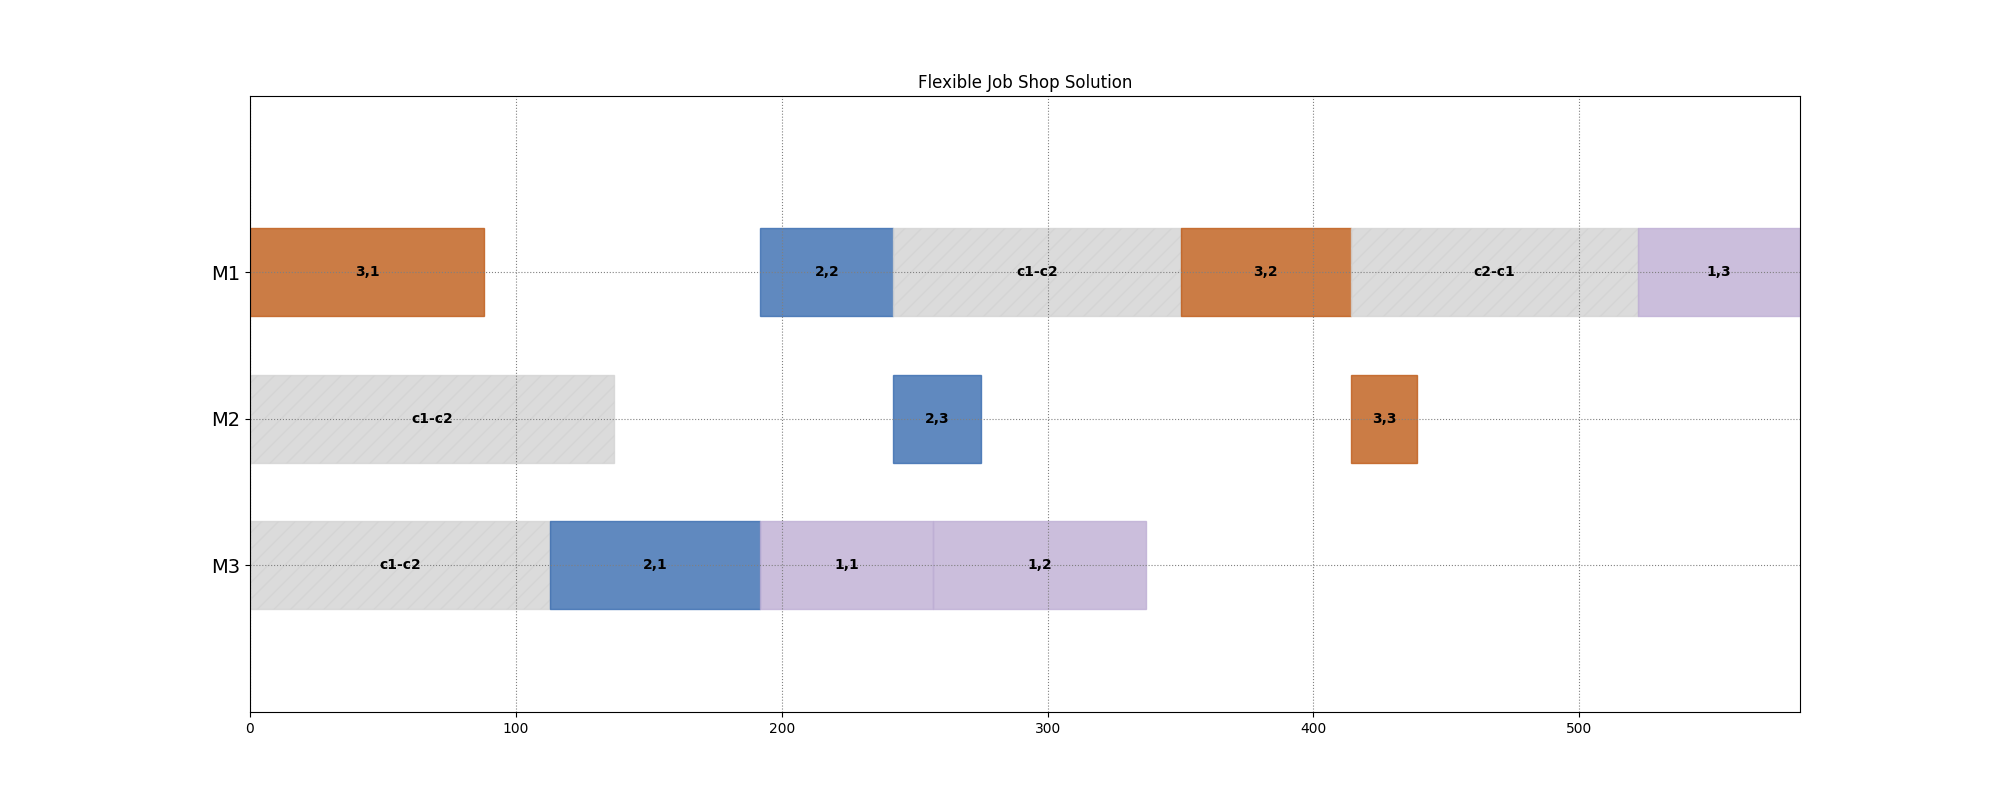 Flexible Job Shop Solution
M1
3,1
2,2
c1-c2
3,2
c2-c1
1,3
M2
c1-c2
2,3
3,3
M3
c1-c2
2,1
1,1
1,2
0
100
200
300
400
500